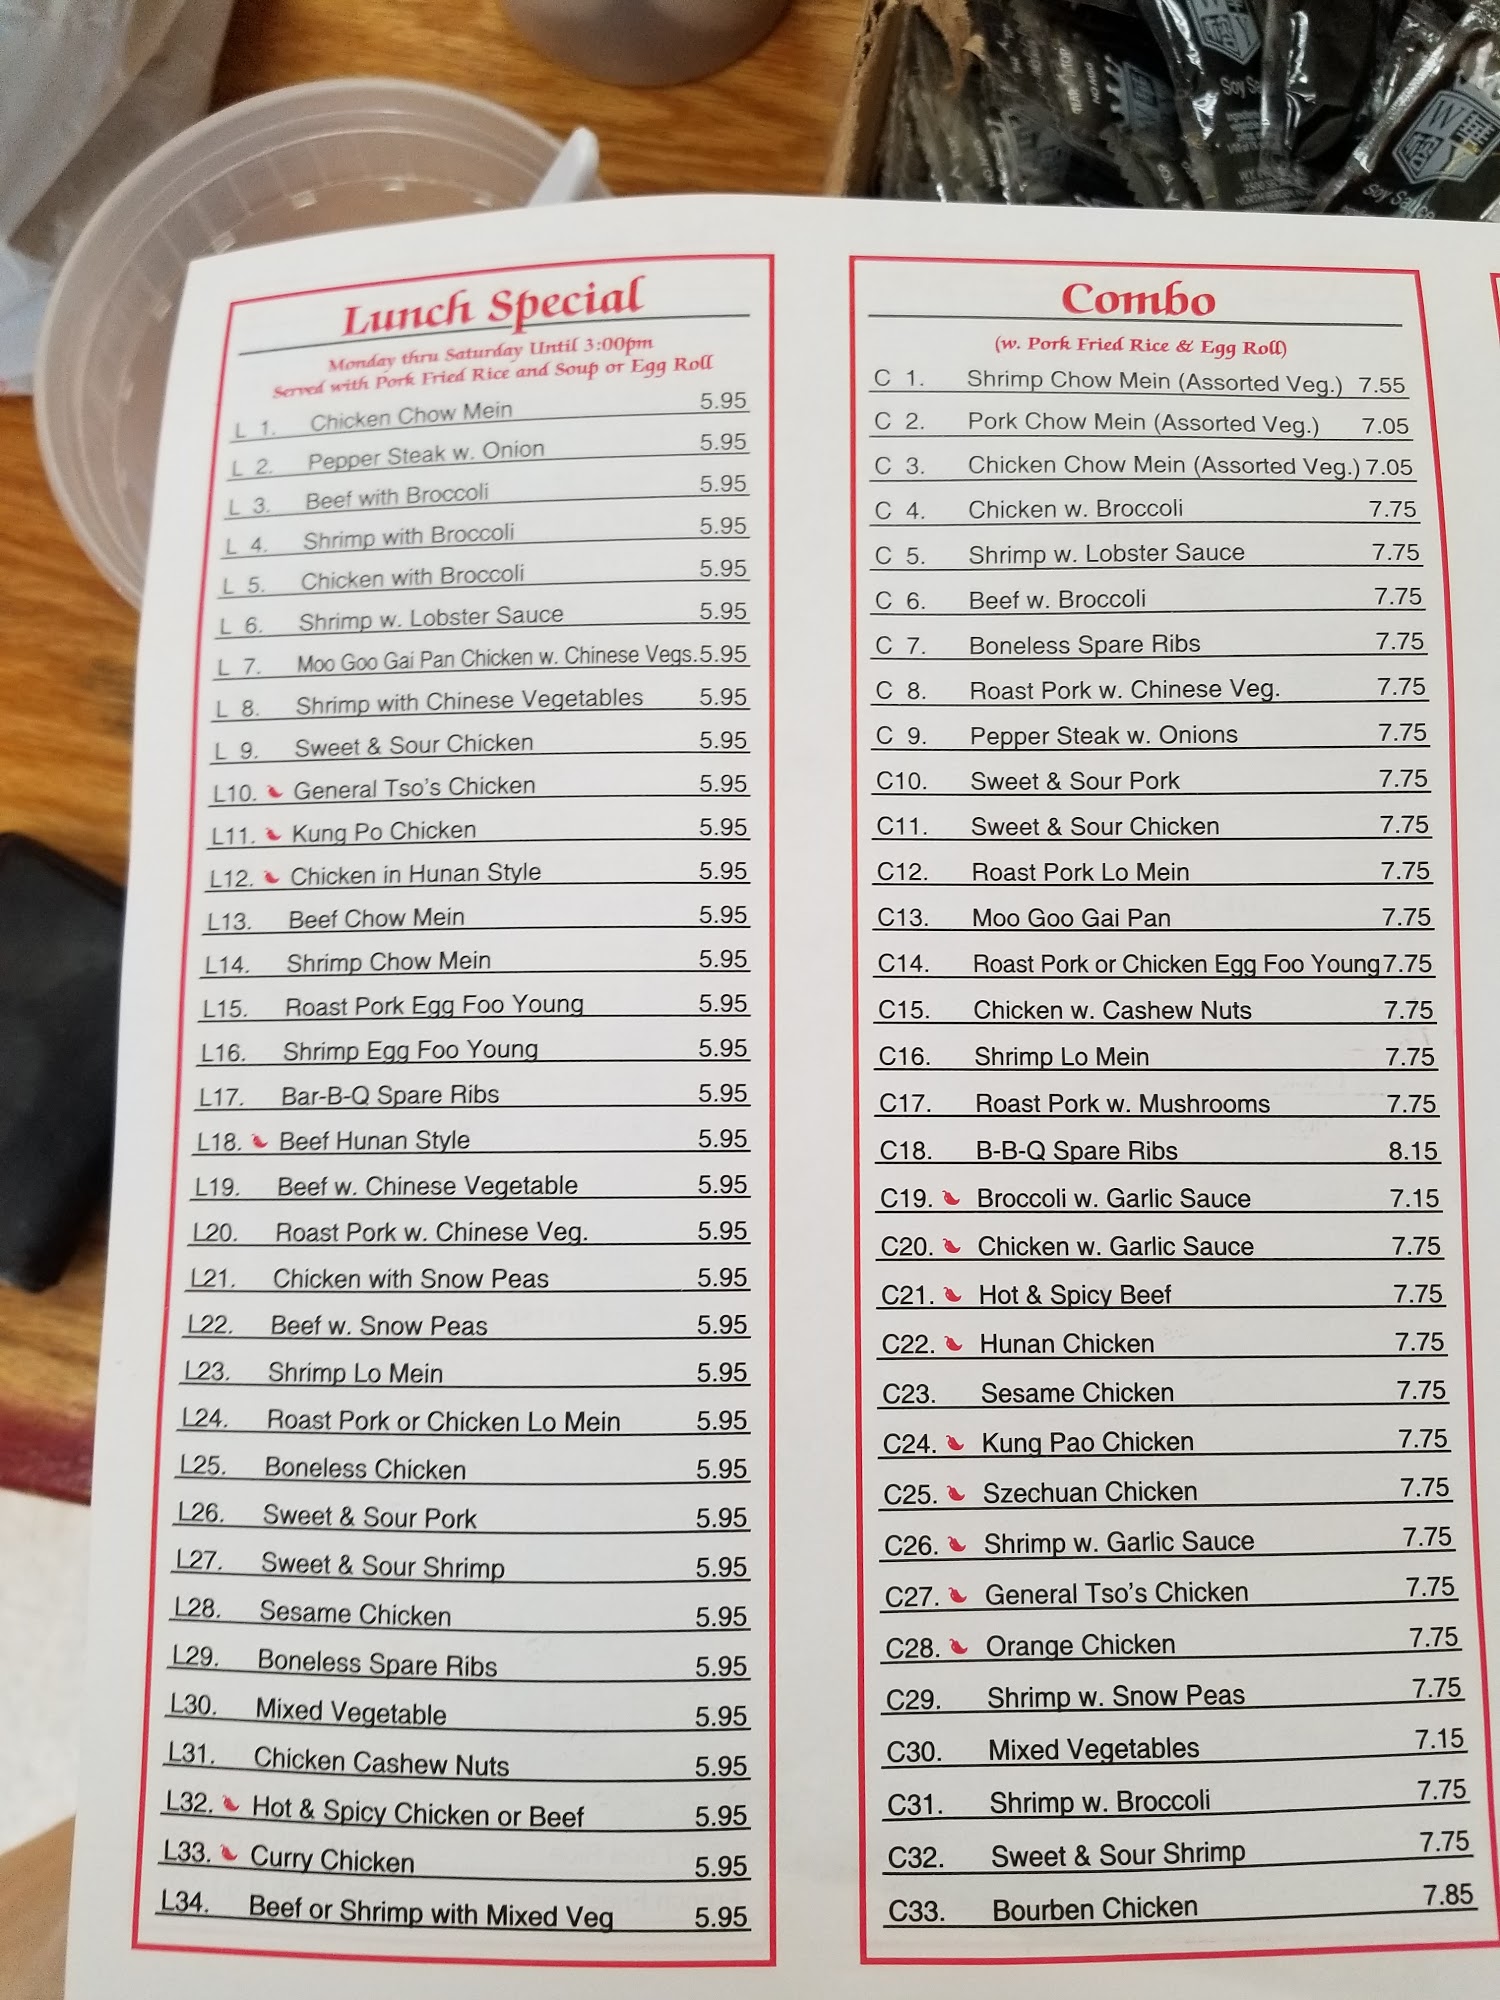 Soy Sauce
W
Lunch Special
Monday thru Saturday Until 3:00pm
Served with Pork Fried Rice and Soup or Egg Roll
L 1. Chicken Chow Mein 5.95
L 2. Pepper Steak w. Onion 5.95
L 3. Beef with Broccoli 5.95
L 4. Shrimp with Broccoli 5.95
L 5. Chicken with Broccoli 5.95
L 6. Shrimp w. Lobster Sauce 5.95
L 7. Moo Goo Gai Pan Chicken w. Chinese Vegs. 5.95
L 8. Shrimp with Chinese Vegetables 5.95
L 9. Sweet & Sour Chicken 5.95
L10. General Tso's Chicken 5.95
L11. Kung Po Chicken 5.95
L12. Chicken in Hunan Style 5.95
L13. Beef Chow Mein 5.95
L14. Shrimp Chow Mein 5.95
L15. Roast Pork Egg Foo Young 5.95
L16. Shrimp Egg Foo Young 5.95
L17. Bar-B-Q Spare Ribs 5.95
L18. Beef Hunan Style 5.95
L19. Beef w. Chinese Vegetable 5.95
L20. Roast Pork w. Chinese Veg. 5.95
L21. Chicken with Snow Peas 5.95
L22. Beef w. Snow Peas 5.95
L23. Shrimp Lo Mein 5.95
L24. Roast Pork or Chicken Lo Mein 5.95
L25. Boneless Chicken 5.95
L26. Sweet & Sour Pork 5.95
L27. Sweet & Sour Shrimp 5.95
L28. Sesame Chicken 5.95
L29. Boneless Spare Ribs 5.95
L30. Mixed Vegetable 5.95
L31. Chicken Cashew Nuts 5.95
L32. Hot & Spicy Chicken or Beef 5.95
L33. Curry Chicken 5.95
L34. Beef or Shrimp with Mixed Veg 5.95
Combo
(w. Pork Fried Rice & Egg Roll)
C 1. Shrimp Chow Mein (Assorted Veg.) 7.55
C 2. Pork Chow Mein (Assorted Veg.) 7.05
C 3. Chicken Chow Mein (Assorted Veg.) 7.05
C 4. Chicken w. Broccoli 7.75
C 5. Shrimp w. Lobster Sauce 7.75
C 6. Beef w. Broccoli 7.75
C 7. Boneless Spare Ribs 7.75
C 8. Roast Pork w. Chinese Veg. 7.75
C 9. Pepper Steak w. Onions 7.75
C10. Sweet & Sour Pork 7.75
C11. Sweet & Sour Chicken 7.75
C12. Roast Pork Lo Mein 7.75
C13. Moo Goo Gai Pan 7.75
C14. Roast Pork or Chicken Egg Foo Young 7.75
C15. Chicken w. Cashew Nuts 7.75
C16. Shrimp Lo Mein 7.75
C17. Roast Pork w. Mushrooms 7.75
C18. B-B-Q Spare Ribs 8.15
C19. Broccoli w. Garlic Sauce 7.15
C20. Chicken w. Garlic Sauce 7.75
C21. Hot & Spicy Beef 7.75
C22. Hunan Chicken 7.75
C23. Sesame Chicken 7.75
C24. Kung Pao Chicken 7.75
C25. Szechuan Chicken 7.75
C26. Shrimp w. Garlic Sauce 7.75
C27. General Tso's Chicken 7.75
C28. Orange Chicken 7.75
C29. Shrimp w. Snow Peas 7.75
C30. Mixed Vegetables 7.15
C31. Shrimp w. Broccoli 7.75
C32. Sweet & Sour Shrimp 7.75
C33. Bourben Chicken 7.85